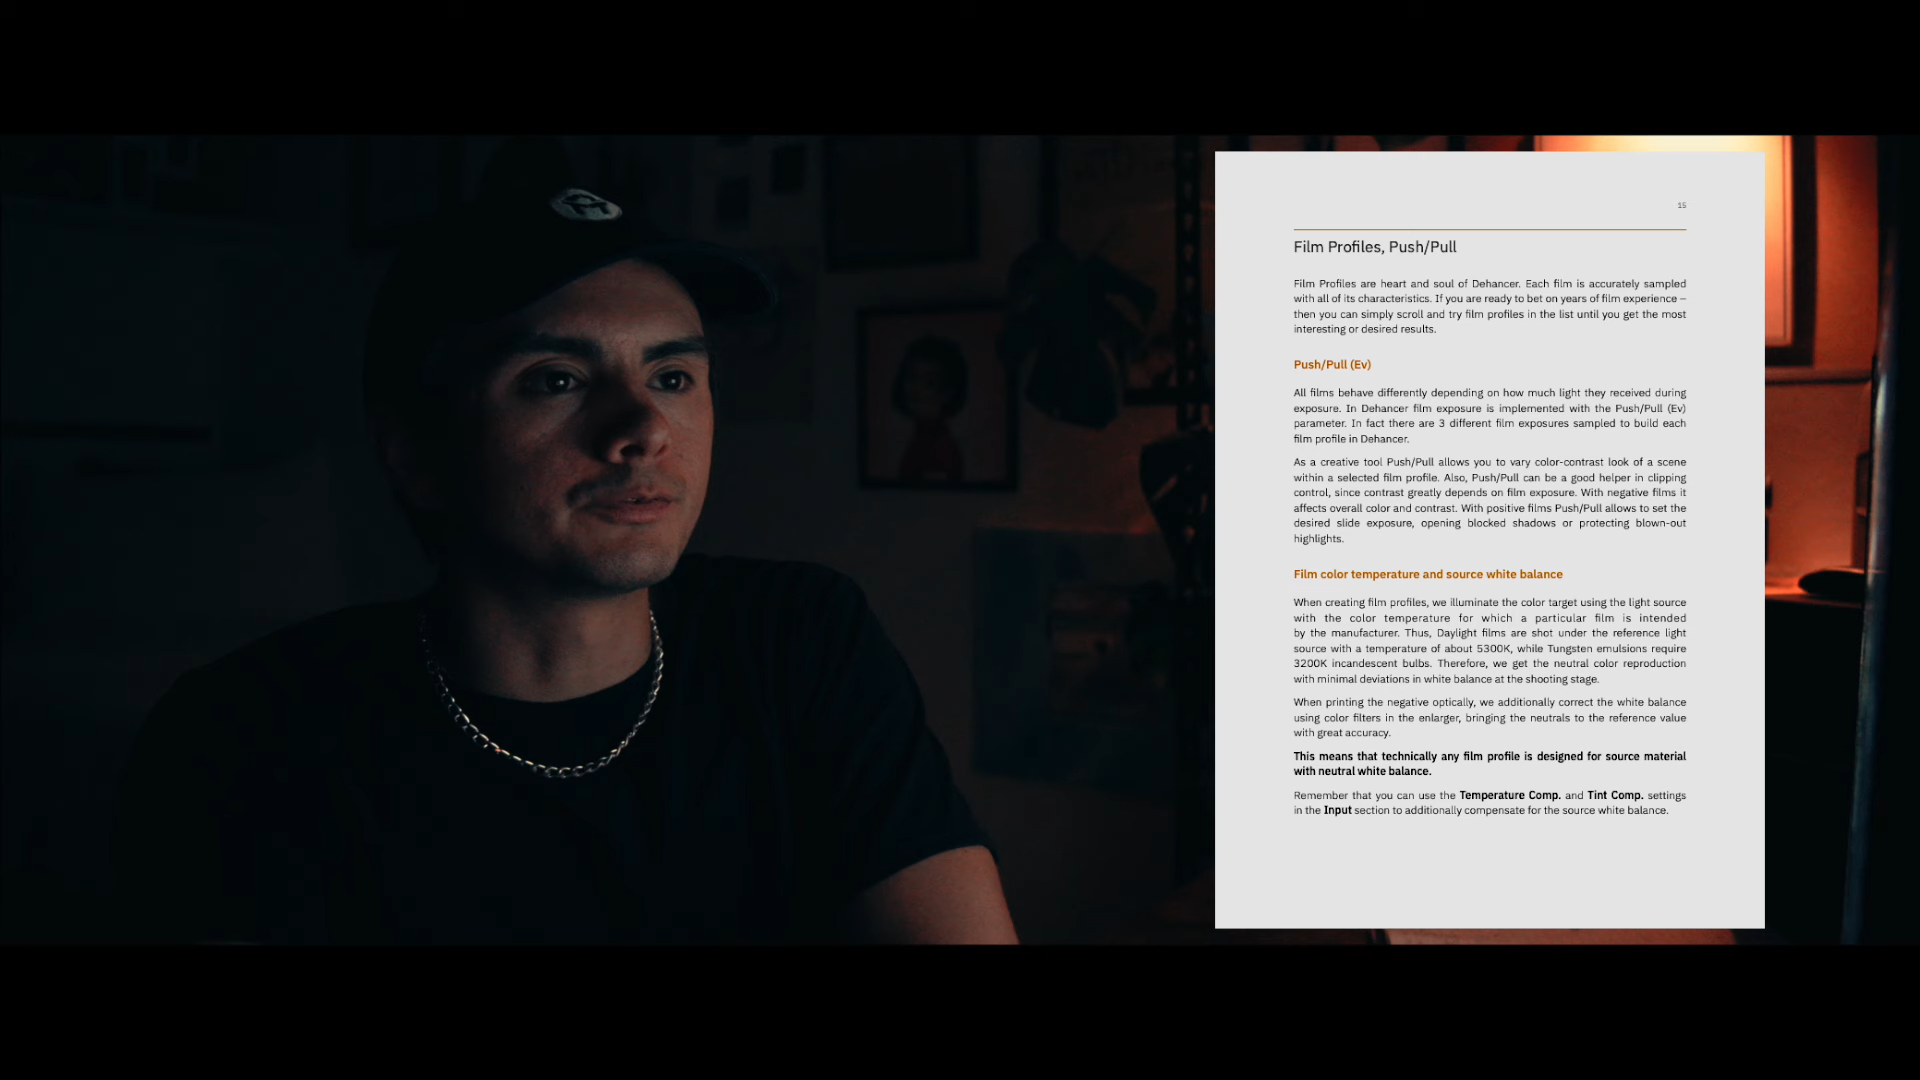 15
Film Profiles, Push/Pull
Film Profiles are heart and soul of Dehancer. Each film is accurately sampled
with all of its characteristics. If you are ready to bet on years of film experience –
then you can simply scroll and try film profiles in the list until you get the most
interesting or desired results.
Push/Pull (Ev)
All films behave differently depending on how much light they received during
exposure. In Dehancer film exposure is implemented with the Push/Pull (Ev)
parameter. In fact there are 3 different film exposures sampled to build each
film profile in Dehancer.
As a creative tool Push/Pull allows you to vary color-contrast look of a scene
within a selected film profile. Also, Push/Pull can be a good helper in clipping
control, since contrast greatly depends on film exposure. With negative films it
affects overall color and contrast. With positive films Push/Pull allows to set the
desired slide exposure, opening blocked shadows or protecting blown-out
highlights.
Film color temperature and source white balance
When creating film profiles, we illuminate the color target using the light source
with the color temperature for which a particular film is intended
by the manufacturer. Thus, Daylight films are shot under the reference light
source with a temperature of about 5300K, while Tungsten emulsions require
3200K incandescent bulbs. Therefore, we get the neutral color reproduction
with minimal deviations in white balance at the shooting stage.
When printing the negative optically, we additionally correct the white balance
using color filters in the enlarger, bringing the neutrals to the reference value
with great accuracy.
This means that technically any film profile is designed for source material
with neutral white balance.
Remember that you can use the Temperature Comp. and Tint Comp. settings
in the Input section to additionally compensate for the source white balance.